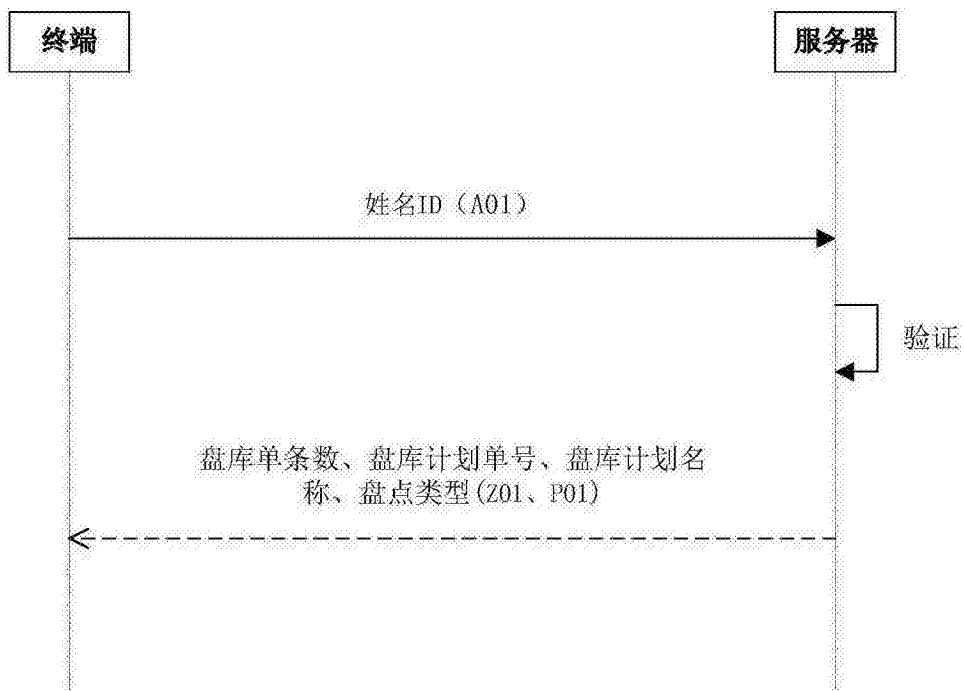 终端
服务器
姓名ID（A01）
验证
盘库单条数、盘库计划单号、盘库计划名
称、盘点类型(Z01、P01)